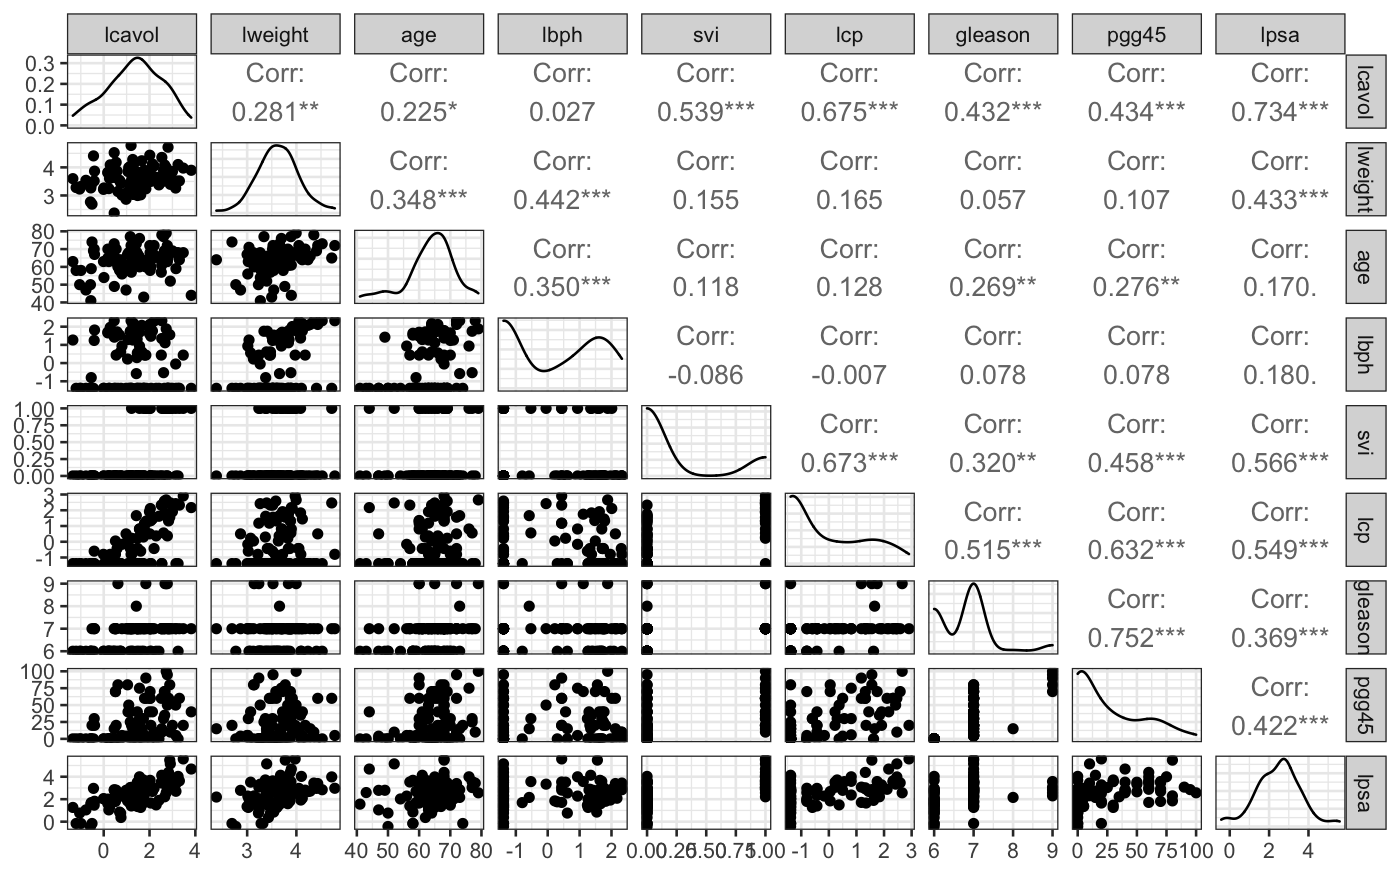 lcavol lweight age lbph svi lcp gleason pgg45 lpsa
0.3 Corr: Corr: Corr: Corr: Corr: Corr: Corr: Corr: lcavol
0.2
0.1 0.281** 0.225* 0.027 0.539*** 0.675*** 0.432*** 0.434*** 0.734***
0.0
4 Corr: Corr: Corr: Corr: Corr: Corr: Corr: lweight
3 0.348*** 0.442*** 0.155 0.165 0.057 0.107 0.433***
80
70 Corr: Corr: Corr: Corr: Corr: Corr: age
60
50 0.350*** 0.118 0.128 0.269** 0.276** 0.170.
40
2 Corr: Corr: Corr: Corr: Corr: lbph
1
0 -0.086 -0.007 0.078 0.078 0.180.
-1
1.00 Corr: Corr: Corr: Corr: svi
0.75
0.50
0.25 0.673*** 0.320** 0.458*** 0.566***
0.00
3 Corr: Corr: Corr: lcp
2
1
0 0.515*** 0.632*** 0.549***
-1
9 Corr: Corr: gleason
8
7 0.752*** 0.369***
6
100 Corr: pgg45
75
50
25 0.422***
0
4 lpsa
2
0
0 2 4 3 4 40 50 60 70 80 -1 0 1 2 0.00 0.25 0.50 0.75 1.00 -1 0 1 2 3 6 7 8 9 0 25 50 75 100 0 2 4